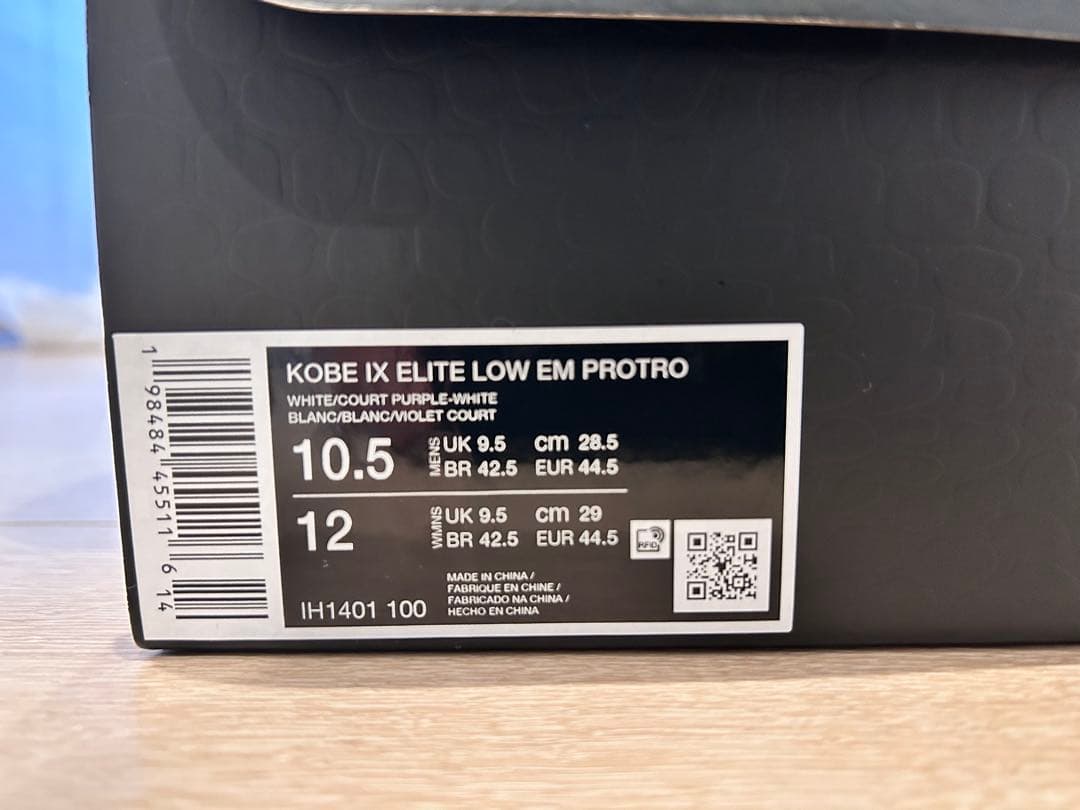 KOBE IX ELITE LOW EM PROTRO
WHITE/COURT PURPLE-WHITE
BLANC/BLANC/VIOLET COURT
10.5 MENS UK 9.5 cm 28.5
BR 42.5 EUR 44.5
12 WMNS UK 9.5 cm 29
BR 42.5 EUR 44.5
RFID
MADE IN CHINA /
FABRIQUE EN CHINE /
FABRICADO NA CHINA /
HECHO EN CHINA
IH1401 100
1 98484 45511 6 14